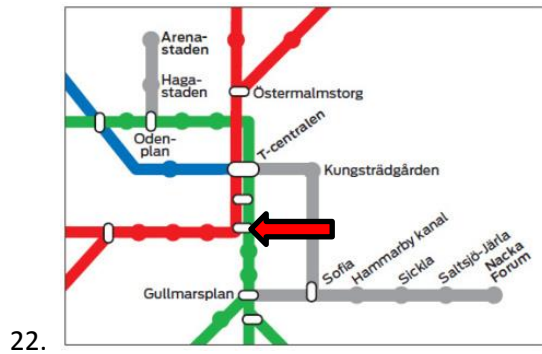 Arena-
staden
Haga-
staden
Östermalmstorg
Oden-
plan
T-centralen
Kungsträdgården
Gullmarsplan
Sofia
Hammarby kanal
Sickla
Saltsjö-Järla
Nacka
Forum
22.